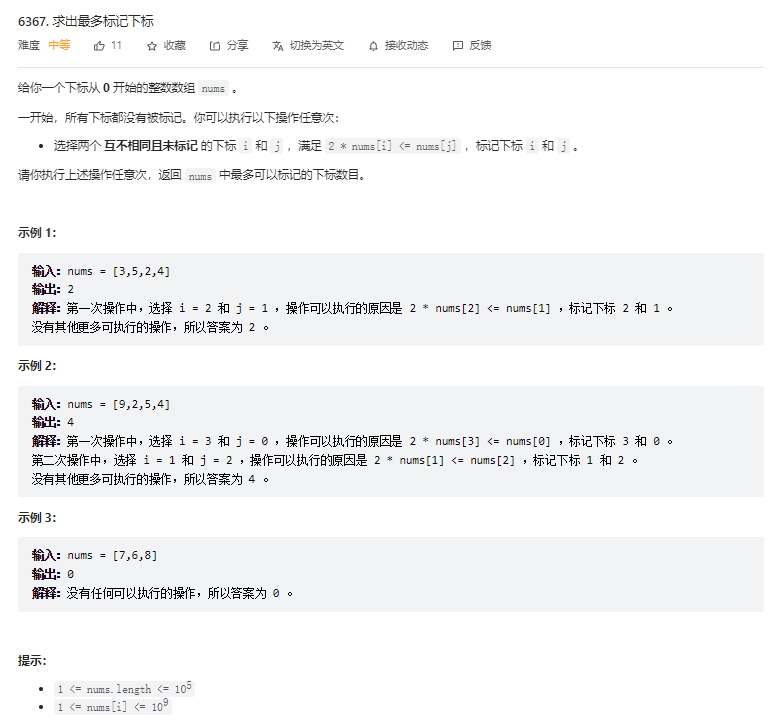 6367. 求出最多标记下标
难度 中等 11 收藏 分享 切换为英文 接收动态 反馈
给你一个下标从 0 开始的整数数组 nums 。
一开始，所有下标都没有被标记。你可以执行以下操作任意次：
• 选择两个 互不相同且未标记 的下标 i 和 j ，满足 2 * nums[i] <= nums[j] ，标记下标 i 和 j 。
请你执行上述操作任意次，返回 nums 中最多可以标记的下标数目。
示例 1：
输入：nums = [3,5,2,4]
输出：2
解释：第一次操作中，选择 i = 2 和 j = 1 ，操作可以执行的原因是 2 * nums[2] <= nums[1] ，标记下标 2 和 1 。
没有其他更多可执行的操作，所以答案为 2 。
示例 2：
输入：nums = [9,2,5,4]
输出：4
解释：第一次操作中，选择 i = 3 和 j = 0 ，操作可以执行的原因是 2 * nums[3] <= nums[0] ，标记下标 3 和 0 。
第二次操作中，选择 i = 1 和 j = 2 ，操作可以执行的原因是 2 * nums[1] <= nums[2] ，标记下标 1 和 2 。
没有其他更多可执行的操作，所以答案为 4 。
示例 3：
输入：nums = [7,6,8]
输出：0
解释：没有任何可以执行的操作，所以答案为 0 。
提示：
• 1 <= nums.length <= 10⁵
• 1 <= nums[i] <= 10⁹